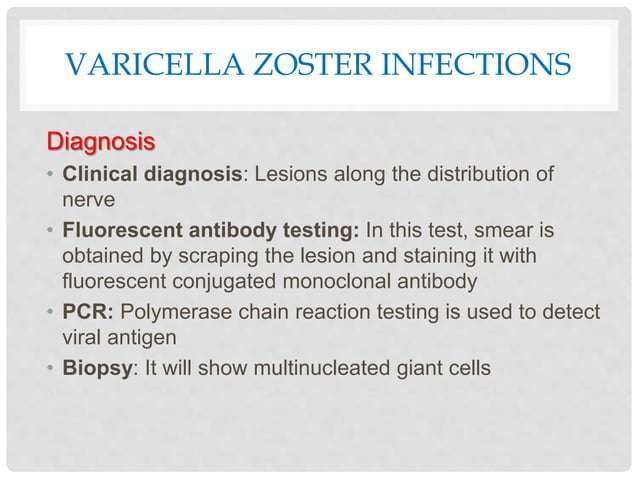 VARICELLA ZOSTER INFECTIONS
Diagnosis
• Clinical diagnosis: Lesions along the distribution of
nerve
• Fluorescent antibody testing: In this test, smear is
obtained by scraping the lesion and staining it with
fluorescent conjugated monoclonal antibody
• PCR: Polymerase chain reaction testing is used to detect
viral antigen
• Biopsy: It will show multinucleated giant cells